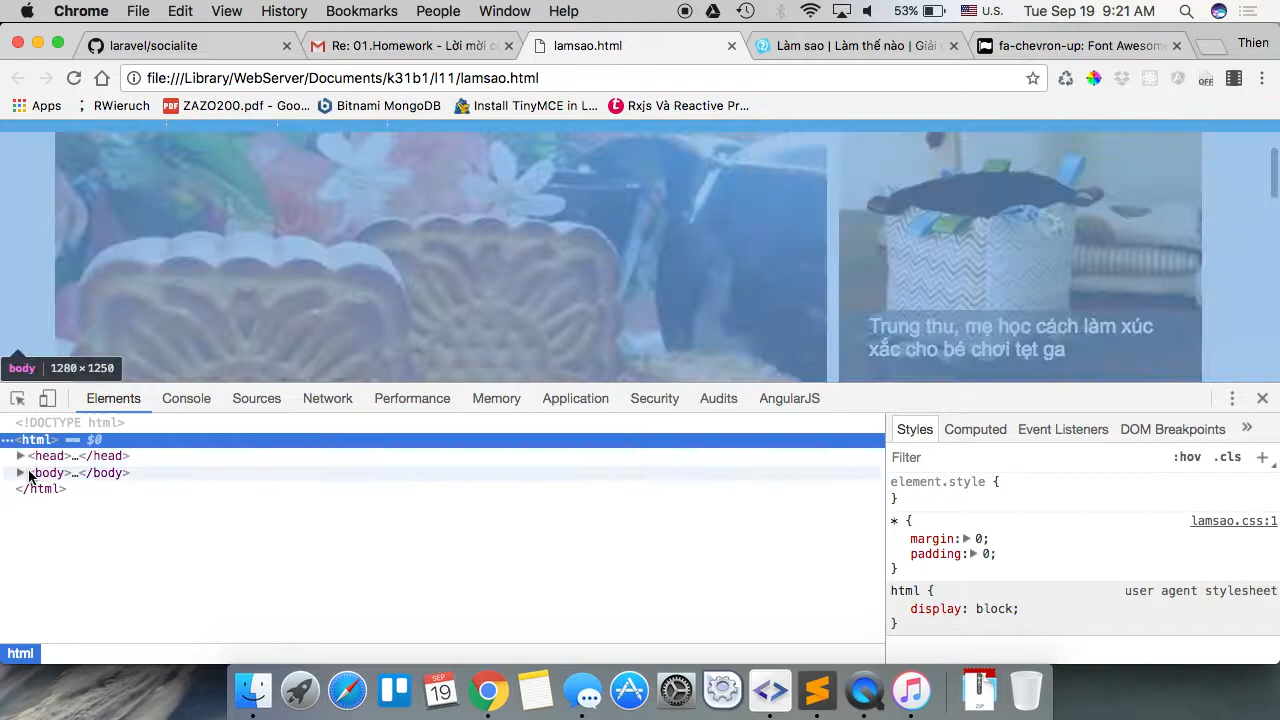 Chrome File Edit View History Bookmarks People Window Help 53% U.S. Tue Sep 19 9:21 AM
laravel/socialite Re: 01.Homework - Lời mời c lamsao.html Làm sao | Làm thế nào | Giải fa-chevron-up: Font Awesom Thien
file:///Library/WebServer/Documents/k31b1/l11/lamsao.html OFF
Apps RWieruch PDF ZAZO200.pdf - Goo... Bitnami MongoDB Install TinyMCE in L... Rxjs Và Reactive Pr...
Trung thu, mẹ học cách làm xúc
xắc cho bé chơi tẹt ga
body 1280 × 1250
Elements Console Sources Network Performance Memory Application Security Audits AngularJS
<!DOCTYPE html>
<html> == $0
<head>…</head>
<body>…</body>
</html>
html
Styles Computed Event Listeners DOM Breakpoints »
Filter :hov .cls +
element.style {
}
* { lamsao.css:1
margin: 0;
padding: 0;
}
html { user agent stylesheet
display: block;
}
SEP
19
ZIP